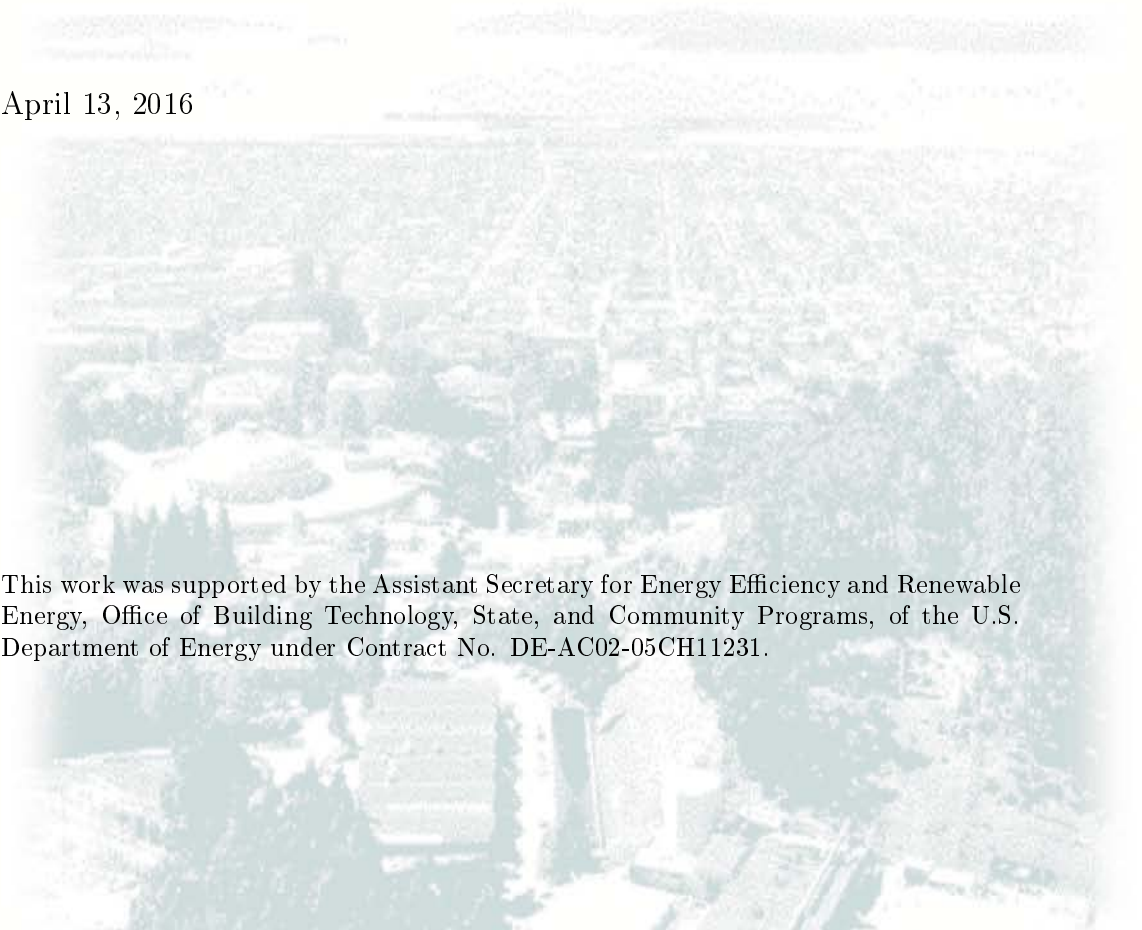 April 13, 2016
This work was supported by the Assistant Secretary for Energy Efficiency and Renewable
Energy, Office of Building Technology, State, and Community Programs, of the U.S.
Department of Energy under Contract No. DE-AC02-05CH11231.